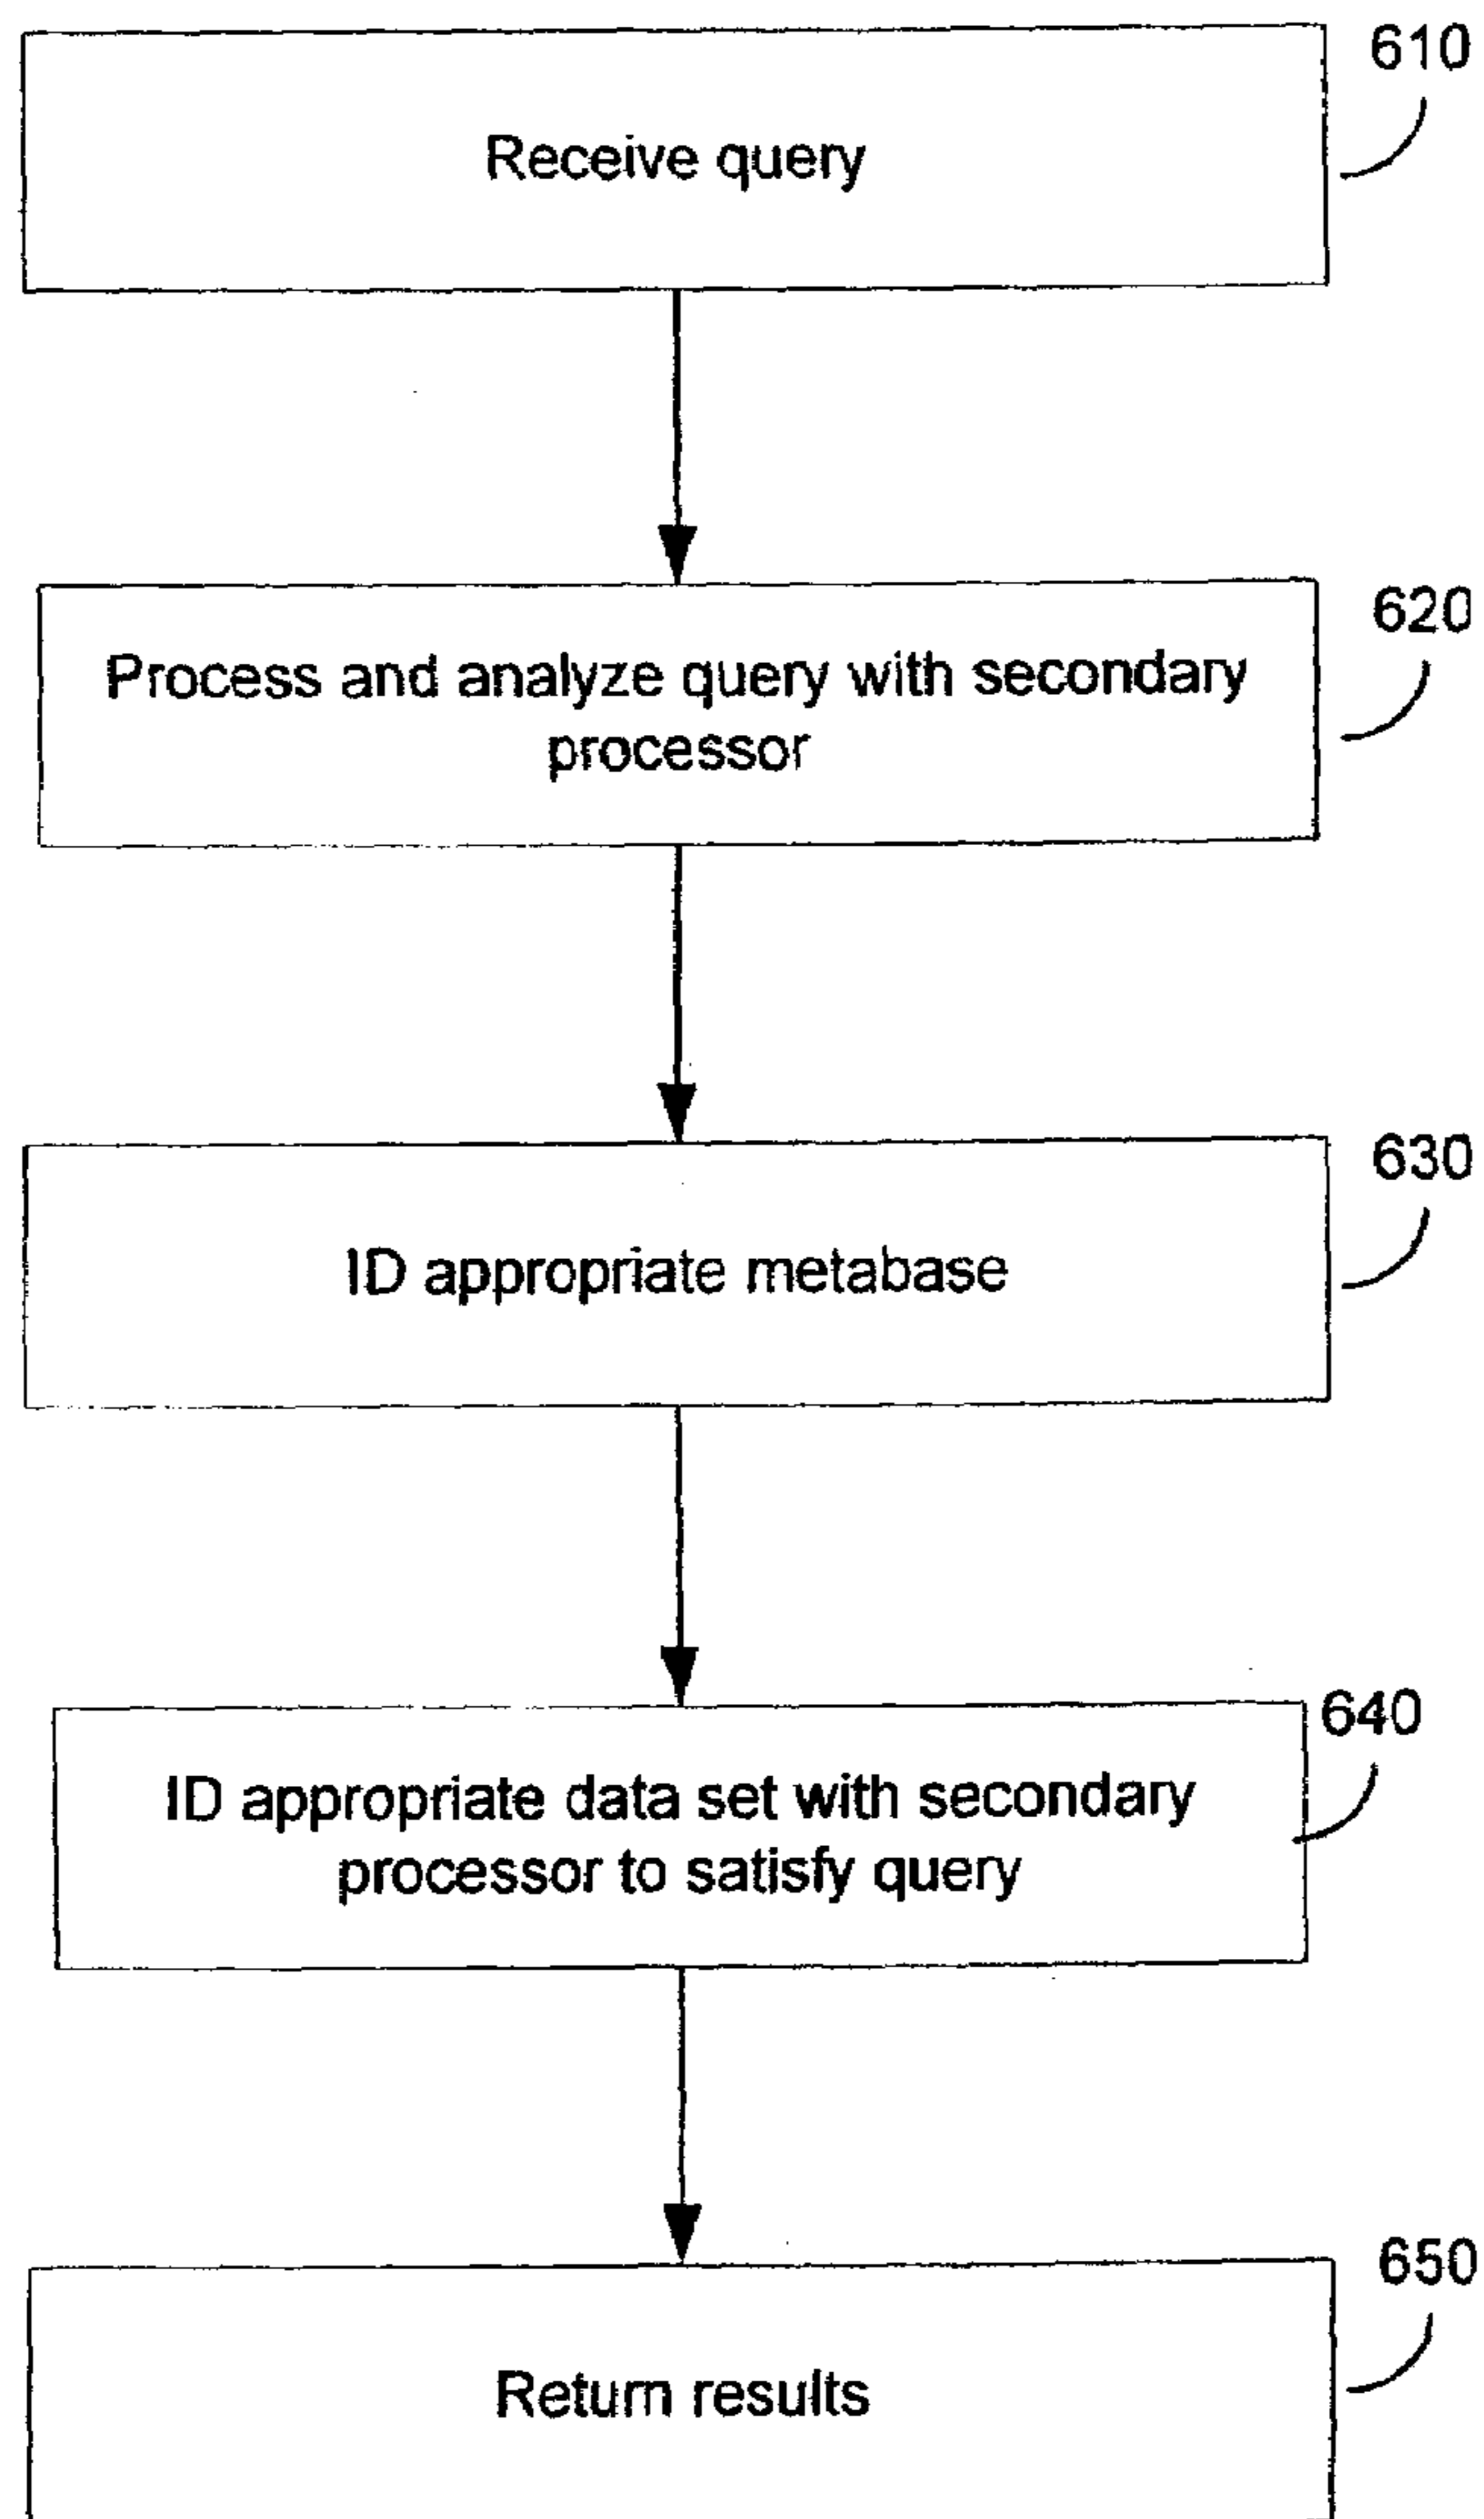 610
Receive query
620
Process and analyze query with secondary
processor
630
ID appropriate metabase
640
ID appropriate data set with secondary
processor to satisfy query
650
Return results